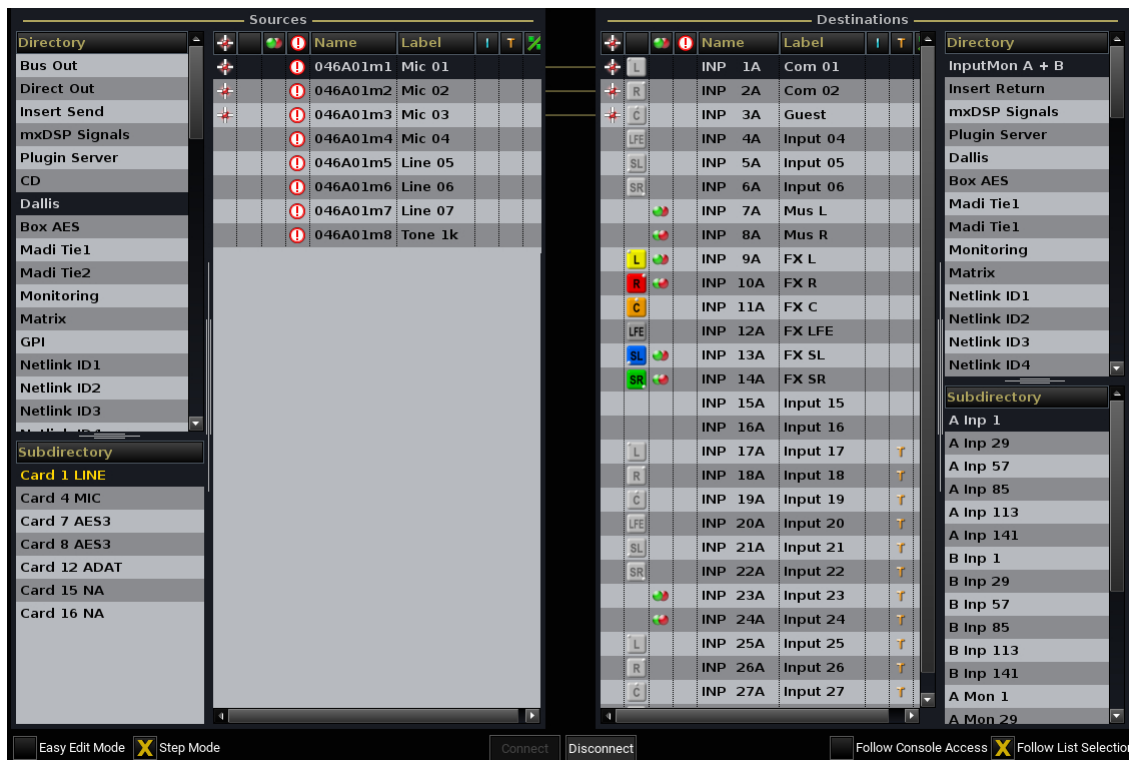 Sources
Destinations
Directory
Bus Out
Direct Out
Insert Send
mxDSP Signals
Plugin Server
CD
Dallis
Box AES
Madi Tie1
Madi Tie2
Monitoring
Matrix
GPI
Netlink ID1
Netlink ID2
Netlink ID3
Subdirectory
Card 1 LINE
Card 4 MIC
Card 7 AES3
Card 8 AES3
Card 12 ADAT
Card 15 NA
Card 16 NA
Name Label I T
046A01m1 Mic 01
046A01m2 Mic 02
046A01m3 Mic 03
046A01m4 Mic 04
046A01m5 Line 05
046A01m6 Line 06
046A01m7 Line 07
046A01m8 Tone 1k
Name Label I T
L INP 1A Com 01
R INP 2A Com 02
C INP 3A Guest
LFE INP 4A Input 04
SL INP 5A Input 05
SR INP 6A Input 06
INP 7A Mus L
INP 8A Mus R
L INP 9A FX L
R INP 10A FX R
C INP 11A FX C
LFE INP 12A FX LFE
SL INP 13A FX SL
SR INP 14A FX SR
INP 15A Input 15
INP 16A Input 16
L INP 17A Input 17 T
R INP 18A Input 18 T
C INP 19A Input 19 T
LFE INP 20A Input 20 T
SL INP 21A Input 21 T
SR INP 22A Input 22 T
INP 23A Input 23 T
INP 24A Input 24 T
L INP 25A Input 25 T
R INP 26A Input 26 T
C INP 27A Input 27 T
Directory
InputMon A + B
Insert Return
mxDSP Signals
Plugin Server
Dallis
Box AES
Madi Tie1
Madi Tie1
Monitoring
Matrix
Netlink ID1
Netlink ID2
Netlink ID3
Netlink ID4
Subdirectory
A Inp 1
A Inp 29
A Inp 57
A Inp 85
A Inp 113
A Inp 141
B Inp 1
B Inp 29
B Inp 57
B Inp 85
B Inp 113
B Inp 141
A Mon 1
A Mon 29
Easy Edit Mode X Step Mode
Connect Disconnect
Follow Console Access X Follow List Selection